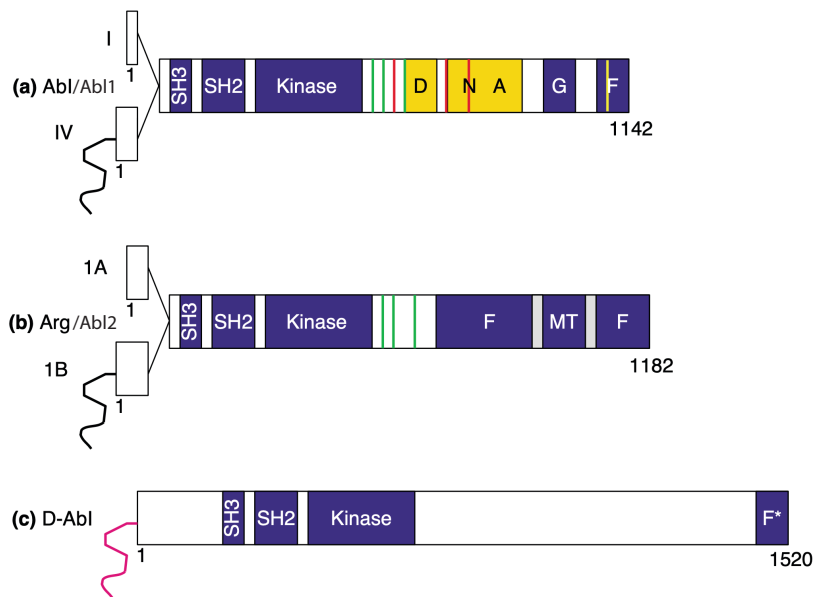 I
1
(a) Abl/Abl1
SH3 SH2 Kinase D N A G F
IV
1
1142
1A
1
(b) Arg/Abl2
SH3 SH2 Kinase F MT F
1B
1
1182
(c) D-Abl
SH3 SH2 Kinase F*
1
1520